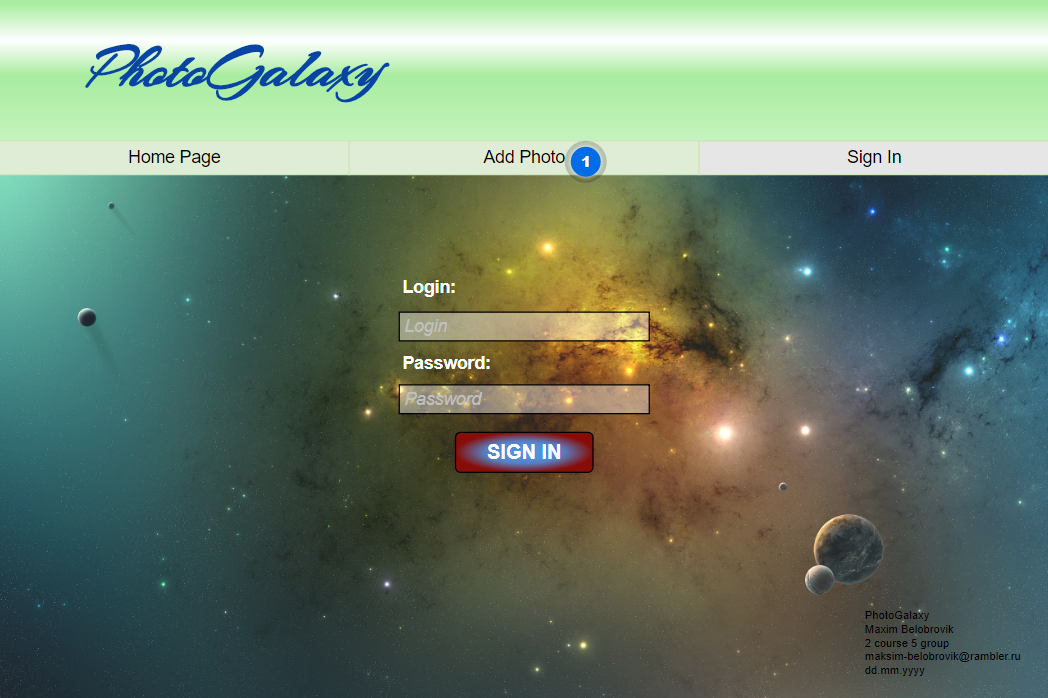 PhotoGalaxy
Home Page
Add Photo
1
Sign In
Login:
Login
Password:
Password
SIGN IN
PhotoGalaxy
Maxim Belobrovik
2 course 5 group
maksim-belobrovik@rambler.ru
dd.mm.yyyy